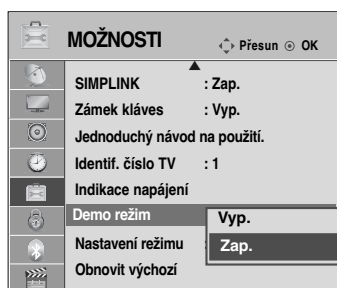 MOŽNOSTI Přesun OK
SIMPLINK : Zap.
Zámek kláves : Vyp.
Jednoduchý návod na použití.
Identif. číslo TV : 1
Indikace napájení
Demo režim Vyp.
Nastavení režimu : Zap.
Obnovit výchozí